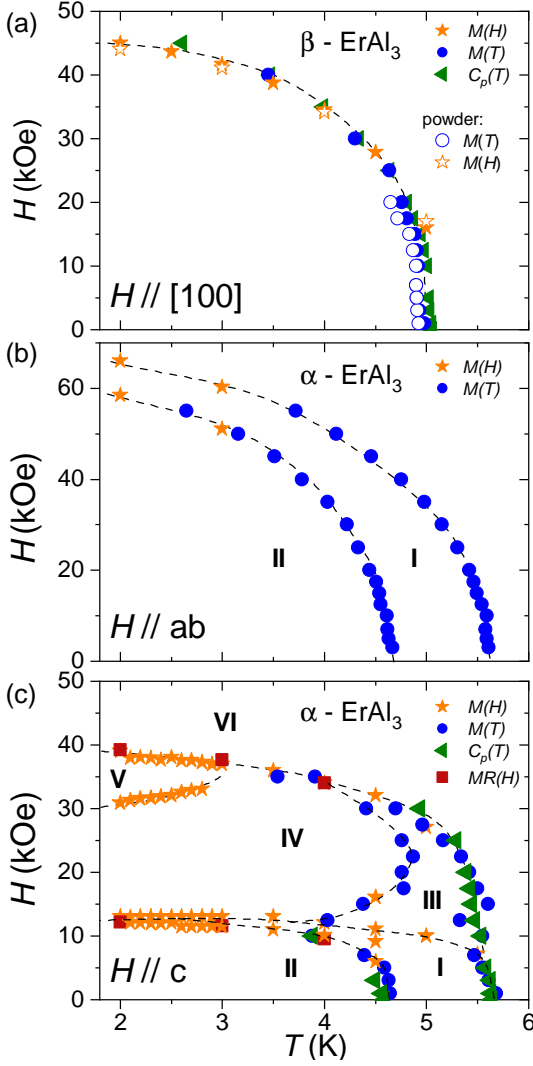 (a)
β - ErAl3
M(H)
M(T)
Cp(T)
powder:
M(T)
M(H)
H // [100]
H (kOe)
50
40
30
20
10
0
(b)
α - ErAl3
M(H)
M(T)
II
I
H // ab
H (kOe)
60
40
20
0
(c)
α - ErAl3
M(H)
M(T)
Cp(T)
MR(H)
VI
V
IV
III
II
I
H // c
H (kOe)
50
40
30
20
10
0
2 3 4 5 6
T (K)